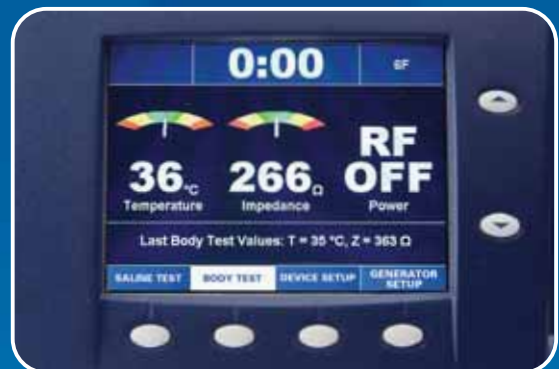 0:00 6F
36°C 266Ω RF OFF
Temperature Impedance Power
Last Body Test Values: T = 35 °C, Z = 363 Ω
SALINE TEST BODY TEST DEVICE SETUP GENERATOR SETUP